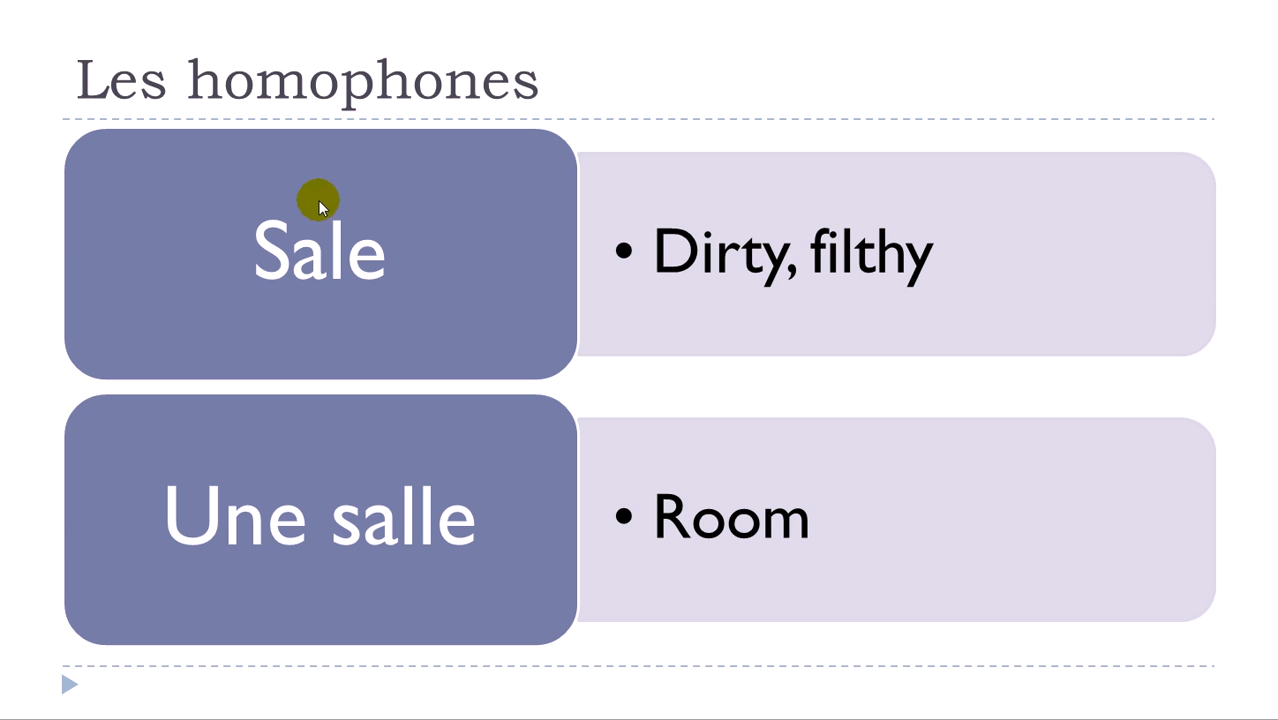 Les homophones
Sale
• Dirty, filthy
Une salle
• Room